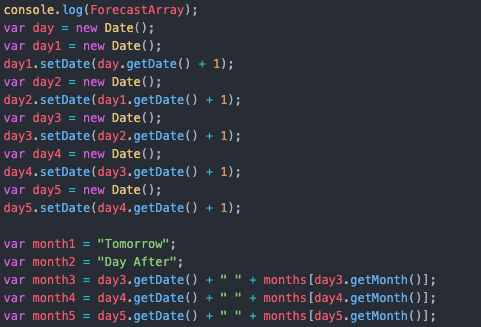 console.log(ForecastArray);
var day = new Date();
var day1 = new Date();
day1.setDate(day.getDate() + 1);
var day2 = new Date();
day2.setDate(day1.getDate() + 1);
var day3 = new Date();
day3.setDate(day2.getDate() + 1);
var day4 = new Date();
day4.setDate(day3.getDate() + 1);
var day5 = new Date();
day5.setDate(day4.getDate() + 1);

var month1 = "Tomorrow";
var month2 = "Day After";
var month3 = day3.getDate() + " " + months[day3.getMonth()];
var month4 = day4.getDate() + " " + months[day4.getMonth()];
var month5 = day5.getDate() + " " + months[day5.getMonth()];